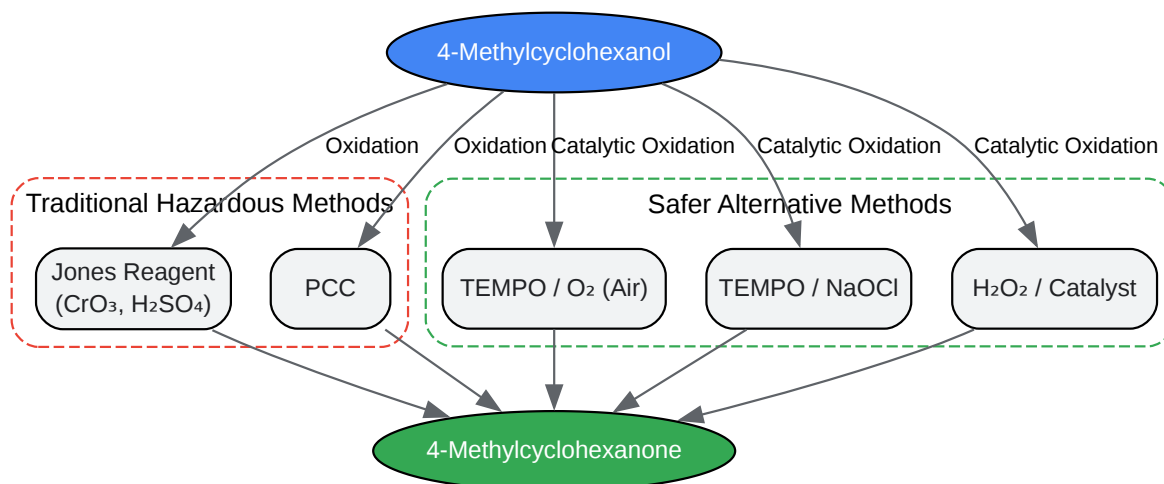 4-Methylcyclohexanol
Oxidation
Oxidation
Catalytic Oxidation
Catalytic Oxidation
Catalytic Oxidation
Traditional Hazardous Methods
Safer Alternative Methods
Jones Reagent
(CrO₃, H₂SO₄)
PCC
TEMPO / O₂ (Air)
TEMPO / NaOCl
H₂O₂ / Catalyst
4-Methylcyclohexanone